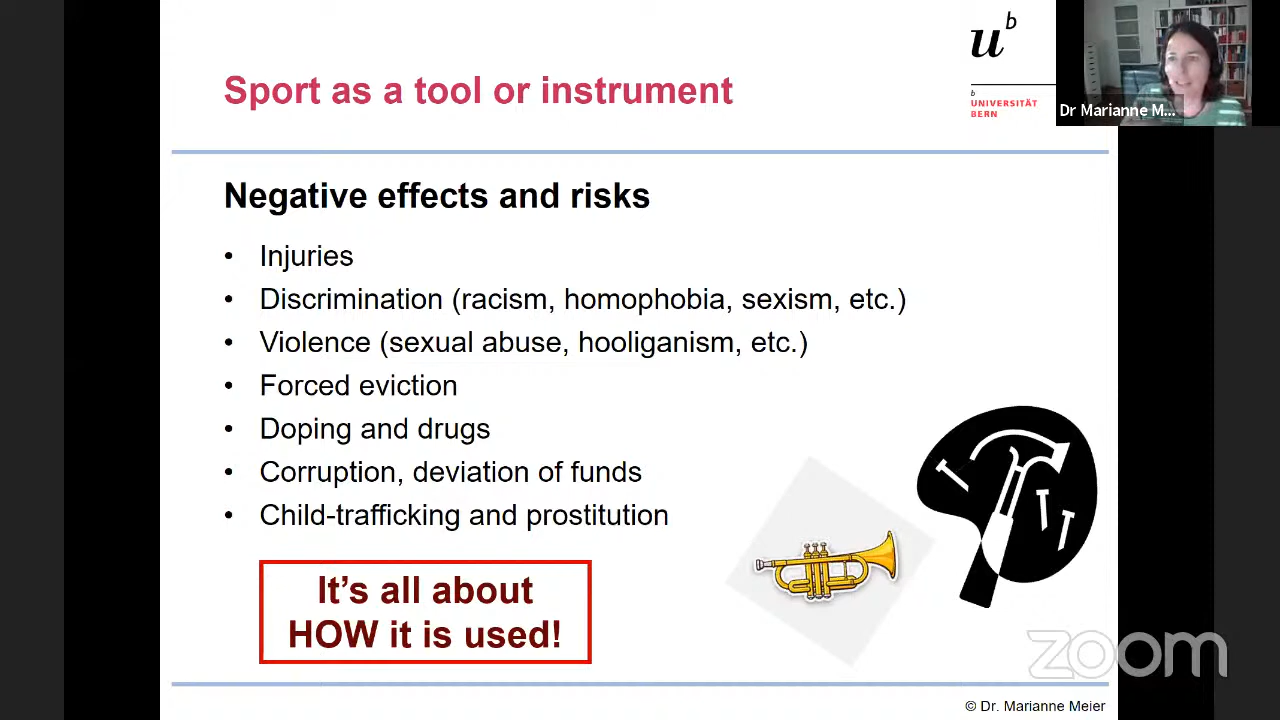 Sport as a tool or instrument
u
b
b
UNIVERSITÄT
BERN
Dr Marianne M...
Negative effects and risks
• Injuries
• Discrimination (racism, homophobia, sexism, etc.)
• Violence (sexual abuse, hooliganism, etc.)
• Forced eviction
• Doping and drugs
• Corruption, deviation of funds
• Child-trafficking and prostitution
It’s all about
HOW it is used!
zoom
© Dr. Marianne Meier